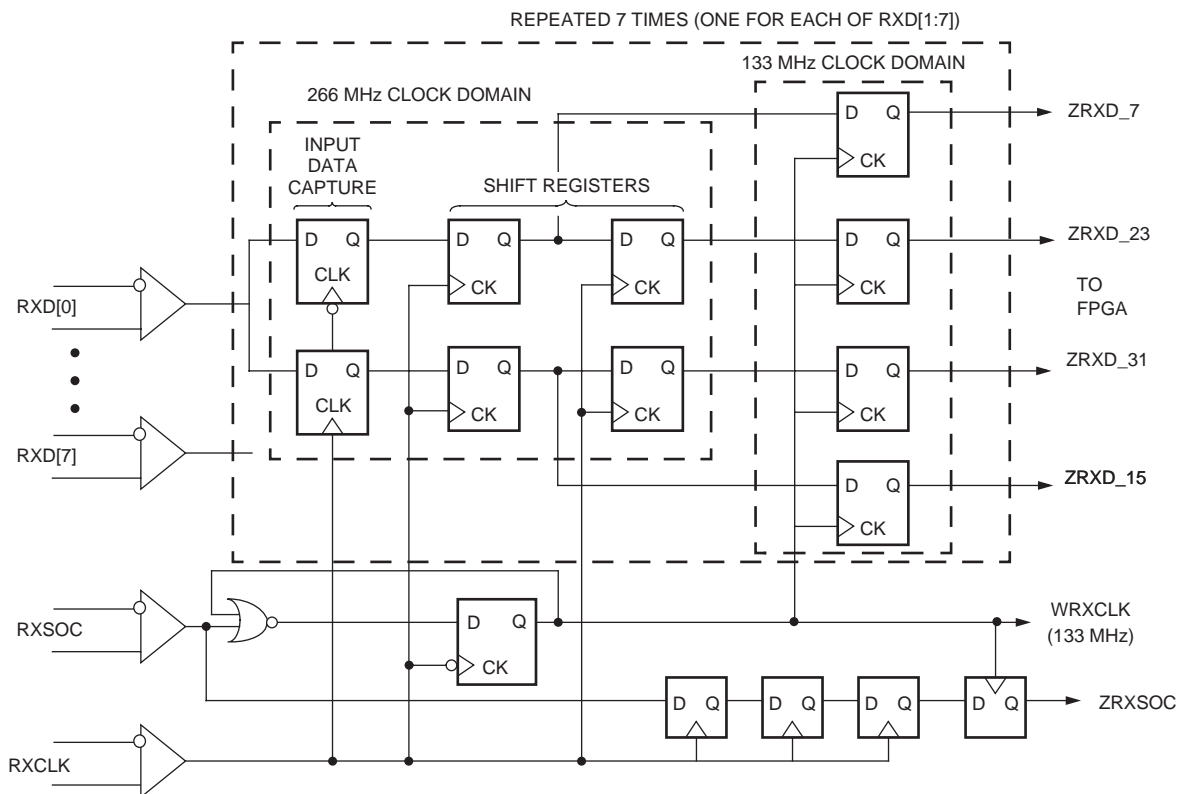 REPEATED 7 TIMES (ONE FOR EACH OF RXD[1:7])
133 MHz CLOCK DOMAIN
266 MHz CLOCK DOMAIN
INPUT
DATA
CAPTURE
SHIFT REGISTERS
D Q
CK
ZRXD_7
D Q
CLK
D Q
CK
D Q
CK
D Q
CK
ZRXD_23
TO
FPGA
RXD[0]
D Q
CLK
D Q
CK
D Q
CK
D Q
CK
ZRXD_31
RXD[7]
D Q
CK
ZRXD_15
RXSOC
D Q
CK
WRXCLK
(133 MHz)
D Q
D Q
D Q
D Q
ZRXSOC
RXCLK